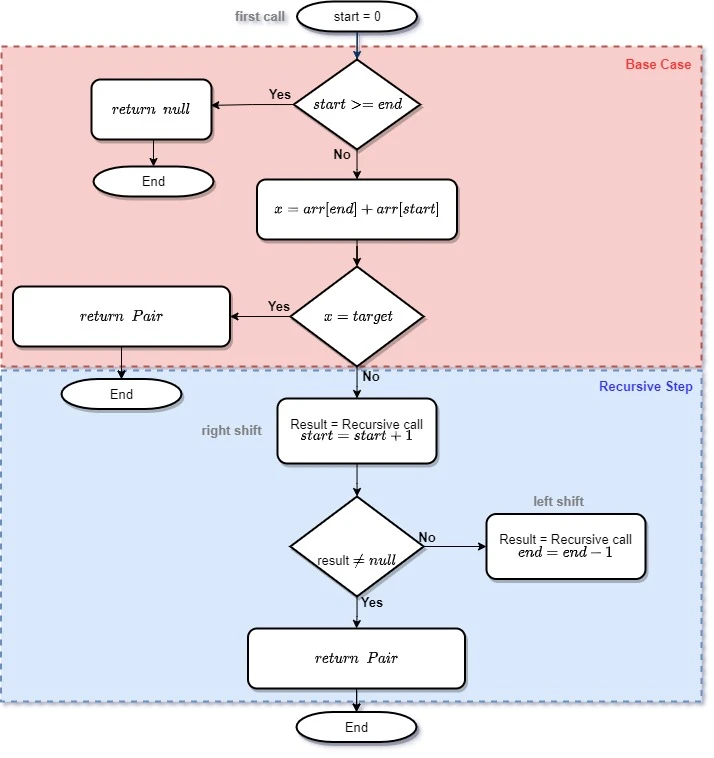 first call
start = 0
Base Case
start >= end
Yes
return null
No
End
x = arr[end] + arr[start]
x = target
Yes
return Pair
No
End
Recursive Step
right shift
Result = Recursive call
start = start + 1
left shift
result ≠ null
No
Result = Recursive call
end = end − 1
Yes
return Pair
End